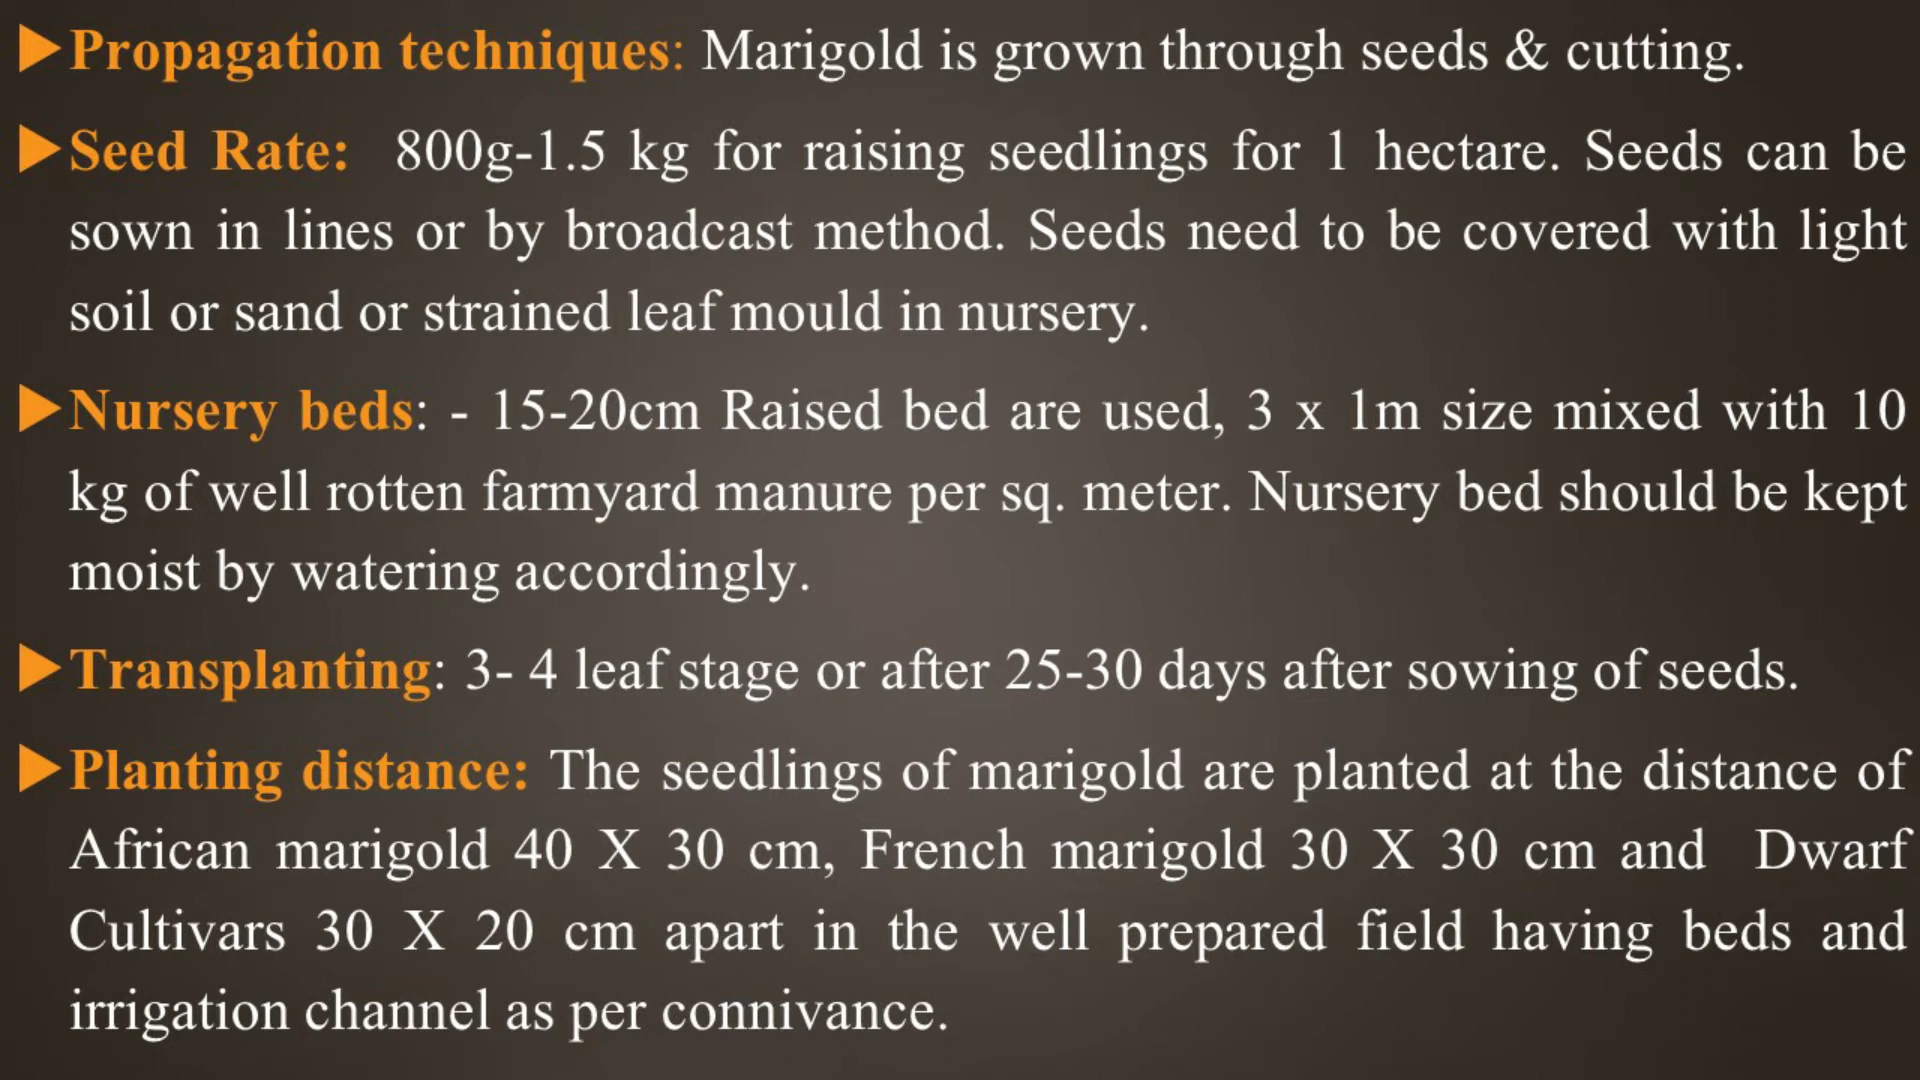 Propagation techniques: Marigold is grown through seeds & cutting.
Seed Rate: 800g-1.5 kg for raising seedlings for 1 hectare. Seeds can be
sown in lines or by broadcast method. Seeds need to be covered with light
soil or sand or strained leaf mould in nursery.
Nursery beds: - 15-20cm Raised bed are used, 3 x 1m size mixed with 10
kg of well rotten farmyard manure per sq. meter. Nursery bed should be kept
moist by watering accordingly.
Transplanting: 3- 4 leaf stage or after 25-30 days after sowing of seeds.
Planting distance: The seedlings of marigold are planted at the distance of
African marigold 40 X 30 cm, French marigold 30 X 30 cm and Dwarf
Cultivars 30 X 20 cm apart in the well prepared field having beds and
irrigation channel as per connivance.